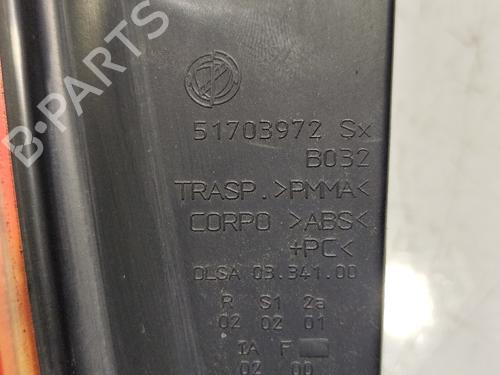 51703972 Sx
B032
TRASP. >PMMA<
CORPO >ABS<
+PC<
OLSA 03.341.00
R S1 2a
02 02 01
IA F
02 00
B-PARTS